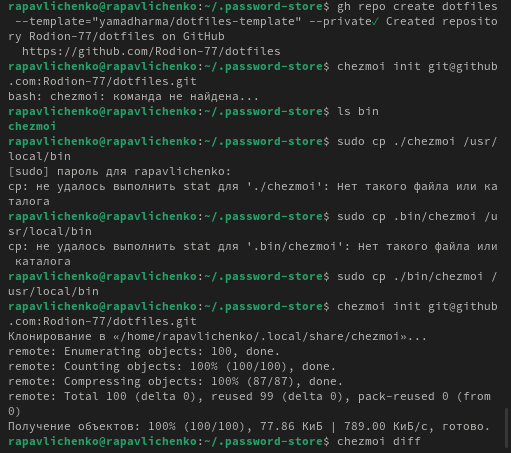 rapavlichenko@rapavlichenko:~/.password-store$ gh repo create dotfiles
 --template="yamadharma/dotfiles-template" --private✓ Created reposito
ry Rodion-77/dotfiles on GitHub
  https://github.com/Rodion-77/dotfiles
rapavlichenko@rapavlichenko:~/.password-store$ chezmoi init git@github
.com:Rodion-77/dotfiles.git
bash: chezmoi: команда не найдена...
rapavlichenko@rapavlichenko:~/.password-store$ ls bin
chezmoi
rapavlichenko@rapavlichenko:~/.password-store$ sudo cp ./chezmoi /usr/
local/bin
[sudo] пароль для rapavlichenko:
cp: не удалось выполнить stat для './chezmoi': Нет такого файла или ка
талога
rapavlichenko@rapavlichenko:~/.password-store$ sudo cp .bin/chezmoi /u
sr/local/bin
cp: не удалось выполнить stat для '.bin/chezmoi': Нет такого файла или
 каталога
rapavlichenko@rapavlichenko:~/.password-store$ sudo cp ./bin/chezmoi /
usr/local/bin
rapavlichenko@rapavlichenko:~/.password-store$ chezmoi init git@github
.com:Rodion-77/dotfiles.git
Клонирование в «/home/rapavlichenko/.local/share/chezmoi»...
remote: Enumerating objects: 100, done.
remote: Counting objects: 100% (100/100), done.
remote: Compressing objects: 100% (87/87), done.
remote: Total 100 (delta 0), reused 99 (delta 0), pack-reused 0 (from
0)
Получение объектов: 100% (100/100), 77.86 КиБ | 789.00 КиБ/с, готово.
rapavlichenko@rapavlichenko:~/.password-store$ chezmoi diff